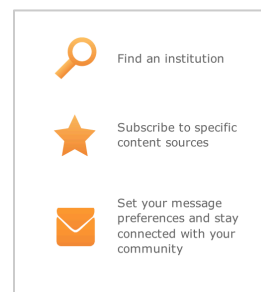 Find an institution
Subscribe to specific
content sources
Set your message
preferences and stay
connected with your
community